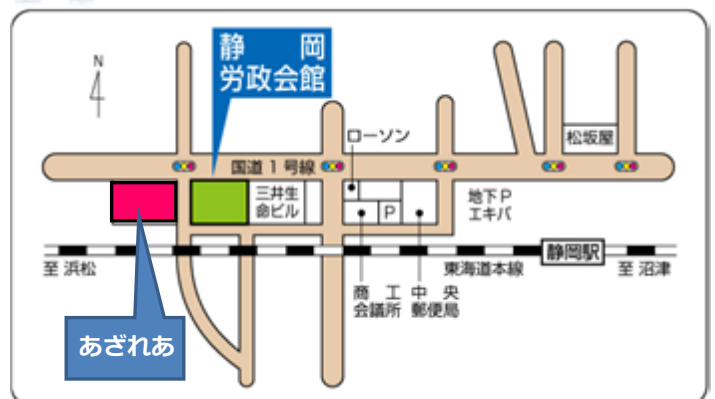 N
静　岡
労政会館
ローソン
松坂屋
国道1号線
三井生
命ビル
P
地下P
エキパ
静岡駅
至 浜松
東海道本線
至 沼津
商　工
会議所
中　央
郵便局
あざれあ